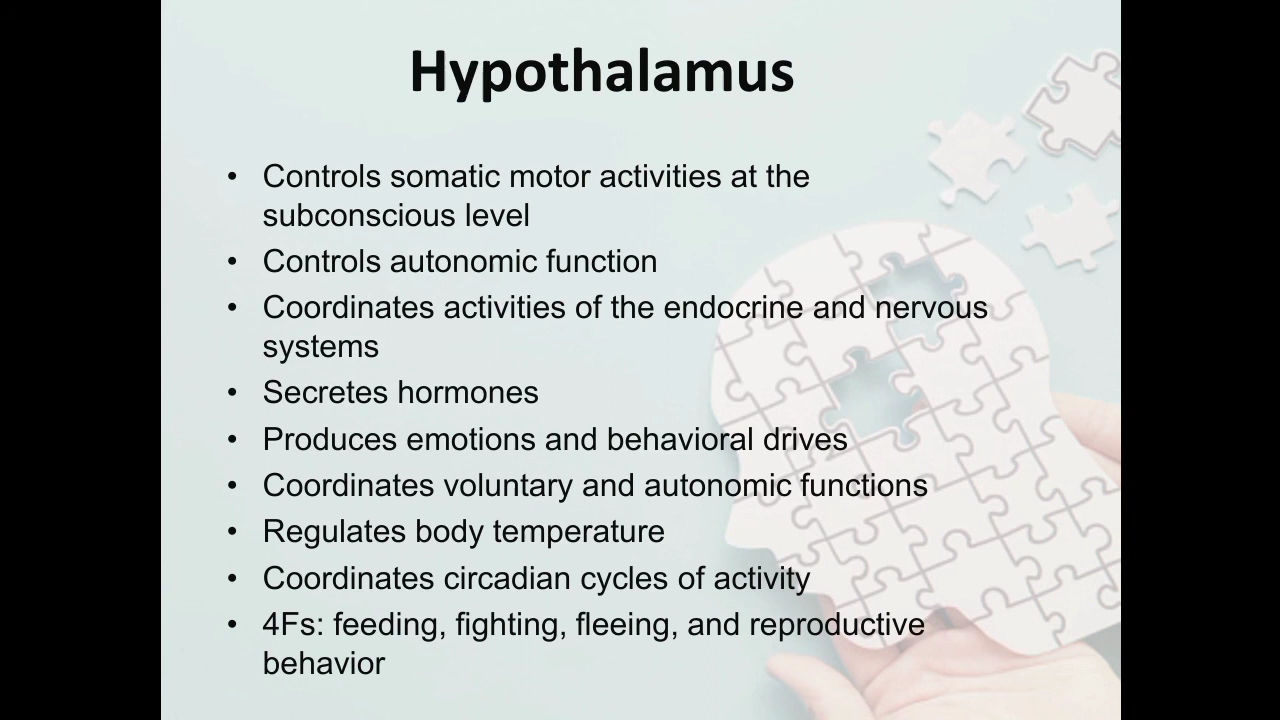 Hypothalamus
• Controls somatic motor activities at the
subconscious level
• Controls autonomic function
• Coordinates activities of the endocrine and nervous
systems
• Secretes hormones
• Produces emotions and behavioral drives
• Coordinates voluntary and autonomic functions
• Regulates body temperature
• Coordinates circadian cycles of activity
• 4Fs: feeding, fighting, fleeing, and reproductive
behavior